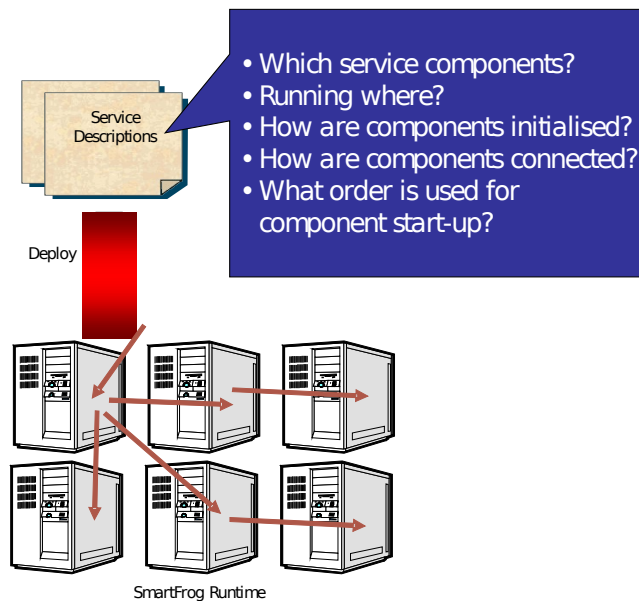 • Which service components?
• Running where?
• How are components initialised?
• How are components connected?
• What order is used for
component start-up?
Service
Descriptions
Deploy
SmartFrog Runtime